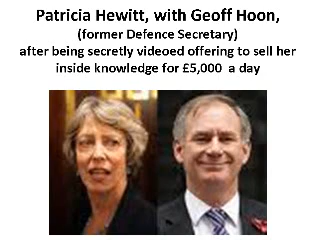 Patricia Hewitt, with Geoff Hoon,
(former Defence Secretary)
after being secretly videoed offering to sell her
inside knowledge for £5,000  a day